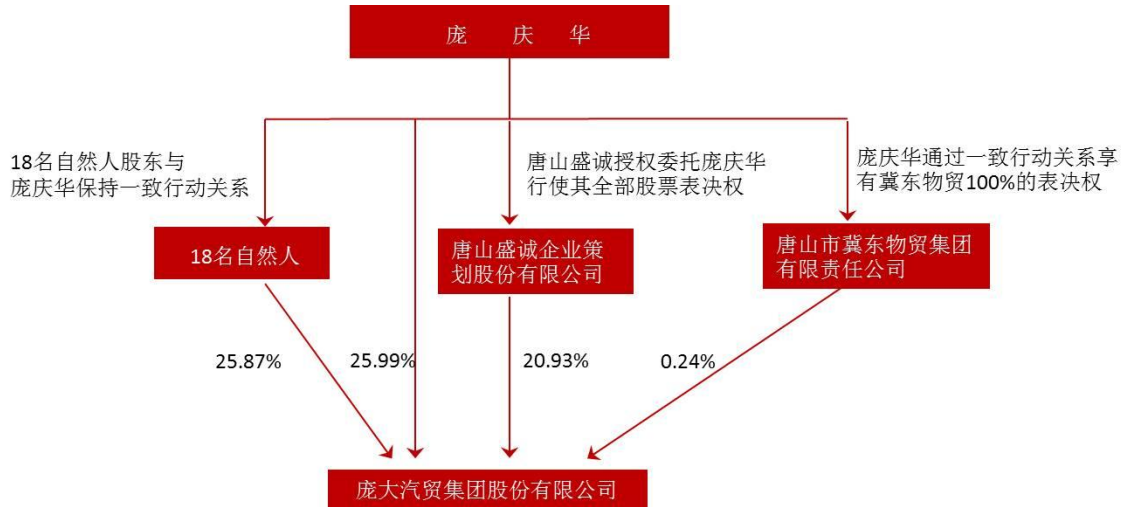 庞 庆 华
18名自然人股东与
庞庆华保持一致行动关系
唐山盛诚授权委托庞庆华
行使其全部股票表决权
庞庆华通过一致行动关系享
有冀东物贸100%的表决权
18名自然人
唐山盛诚企业策
划股份有限公司
唐山市冀东物贸集团
有限责任公司
25.87%
25.99%
20.93%
0.24%
庞大汽贸集团股份有限公司